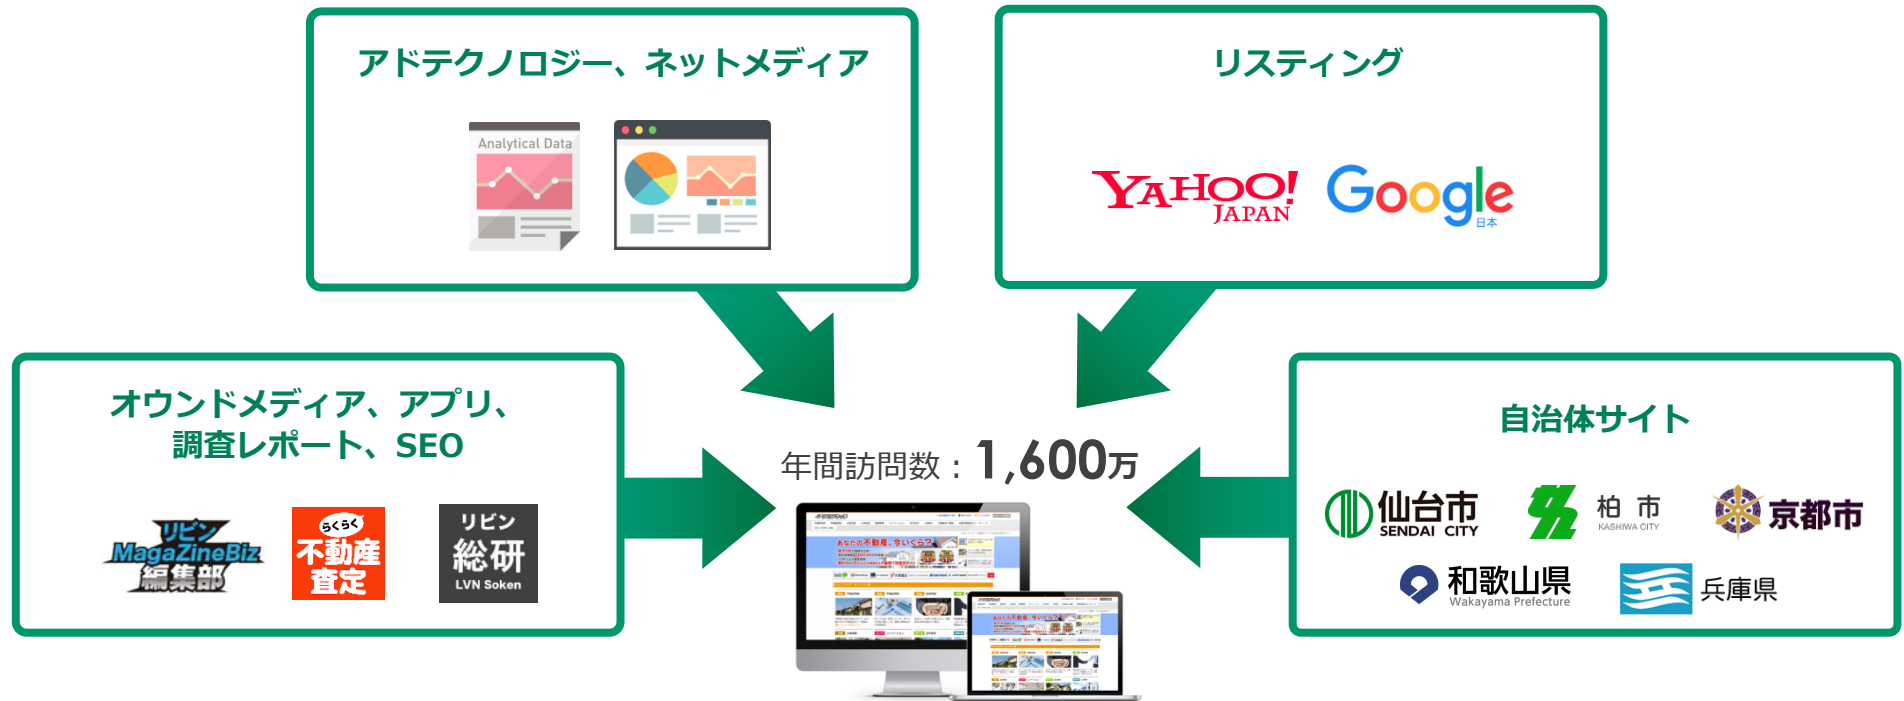 アドテクノロジー、ネットメディア
Analytical Data
リスティング
YAHOO!
JAPAN
Google
日本
オウンドメディア、アプリ、
調査レポート、SEO
リビン
MagaZineBiz
編集部
らくらく
不動産
査定
リビン
総研
LVN Soken
年間訪問数：1,600万
あなたの不動産、今いくら？
自治体サイト
仙台市
SENDAI CITY
柏市
KASHIWA CITY
京都市
和歌山県
Wakayama Prefecture
兵庫県